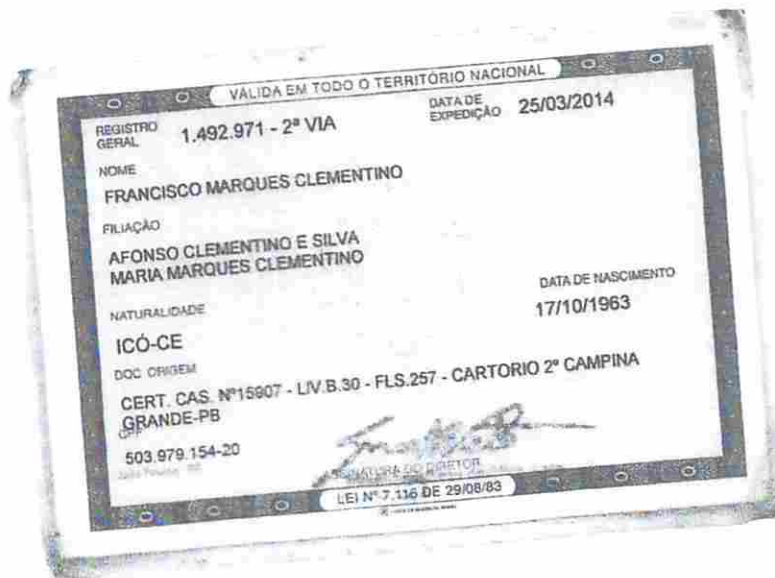 VÁLIDA EM TODO O TERRITÓRIO NACIONAL
REGISTRO GERAL 1.492.971 - 2ª VIA DATA DE EXPEDIÇÃO 25/03/2014
NOME
FRANCISCO MARQUES CLEMENTINO
FILIAÇÃO
AFONSO CLEMENTINO E SILVA
MARIA MARQUES CLEMENTINO
NATURALIDADE DATA DE NASCIMENTO
ICÓ-CE 17/10/1963
DOC ORIGEM
CERT. CAS. Nº15907 - LIV.B.30 - FLS.257 - CARTORIO 2º CAMPINA
GRANDE-PB
CPF
503.979.154-20
ASSINATURA DO DIRETOR
LEI Nº 7.116 DE 29/08/83